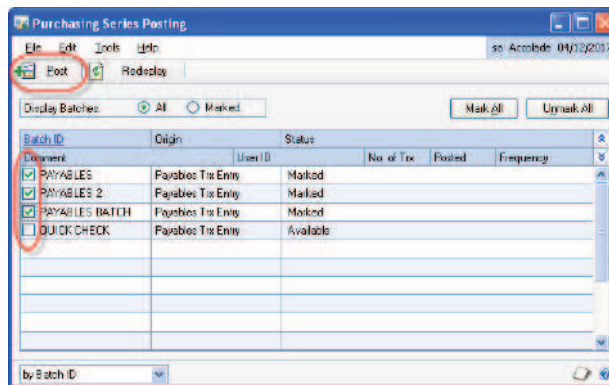 Purchasing Series Posting
File Edit Tools Help sa Accolade 04/12/2017
Post Redisplay
Display Batches: All Marked Mark All Unmark All
Batch ID Origin Status
Comment User ID No. of Trx Posted Frequency
PAYABLES Payables Trx Entry Marked
PAYABLES 2 Payables Trx Entry Marked
PAYABLES BATCH Payables Trx Entry Marked
QUICK CHECK Payables Trx Entry Available
by Batch ID